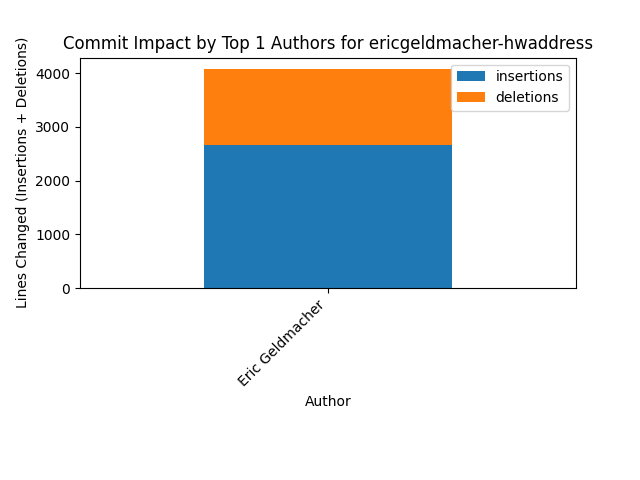 Commit Impact by Top 1 Authors for ericgeldmacher-hwaddress
Lines Changed (Insertions + Deletions)
4000
3000
2000
1000
0
insertions
deletions
Eric Geldmacher
Author